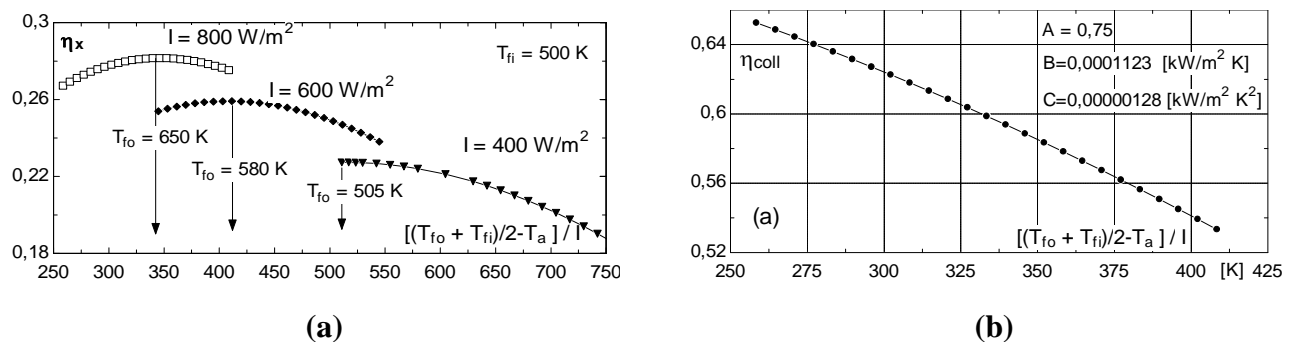 0,3
0,26
0,22
0,18
ηx
I = 800 W/m²
Tfi = 500 K
I = 600 W/m²
Tfo = 650 K
I = 400 W/m²
Tfo = 580 K
Tfo = 505 K
[(Tfo + Tfi)/2-Ta ] / I
250 300 350 400 450 500 550 600 650 700 750
(a)
0,64
0,6
0,56
0,52
ηcoll
A = 0,75
B=0,0001123 [kW/m² K]
C=0,00000128 [kW/m² K²]
(a)
[(Tfo + Tfi)/2-Ta ] / I
250 275 300 325 350 375 400 [K] 425
(b)